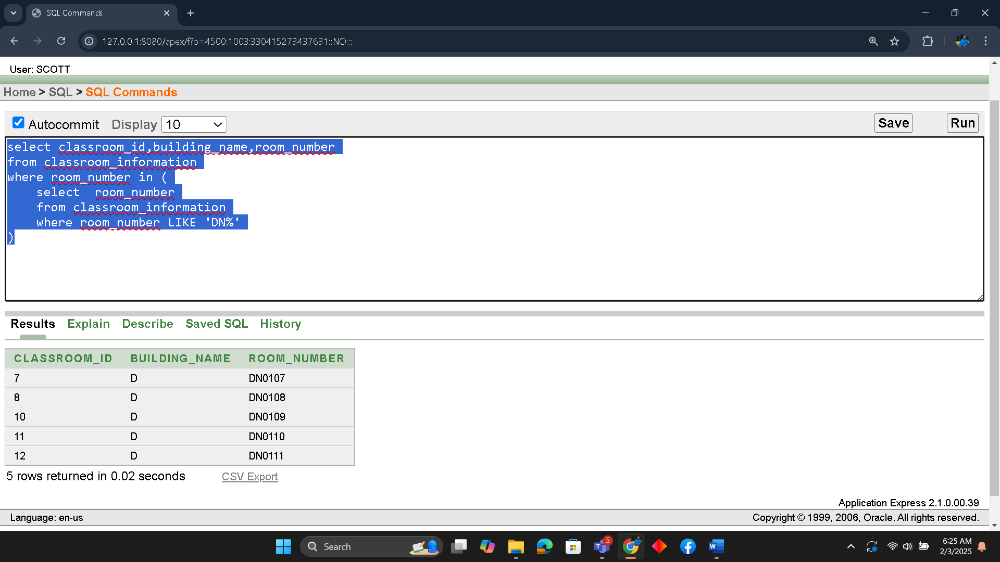 SQL Commands
127.0.0.1:8080/apex/f?p=4500:1003:330415273437631::NO:::
User: SCOTT
Home > SQL > SQL Commands
Autocommit Display 10 Save Run
select classroom_id,building_name,room_number
from classroom_information
where room_number in (
    select  room_number
    from classroom_information
    where room_number LIKE 'DN%'
)
Results Explain Describe Saved SQL History
CLASSROOM_ID BUILDING_NAME ROOM_NUMBER
7 D DN0107
8 D DN0108
10 D DN0109
11 D DN0110
12 D DN0111
5 rows returned in 0.02 seconds CSV Export
Application Express 2.1.0.00.39
Language: en-us Copyright © 1999, 2006, Oracle. All rights reserved.
Search 5 6:25 AM
2/3/2025